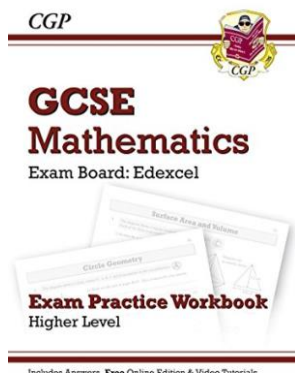 CGP
CGP
GCSE
Mathematics
Exam Board: Edexcel
Surface Area and Volume
Circle Geometry
Exam Practice Workbook
Higher Level
Includes Answers, Free Online Edition & Video Tutorials